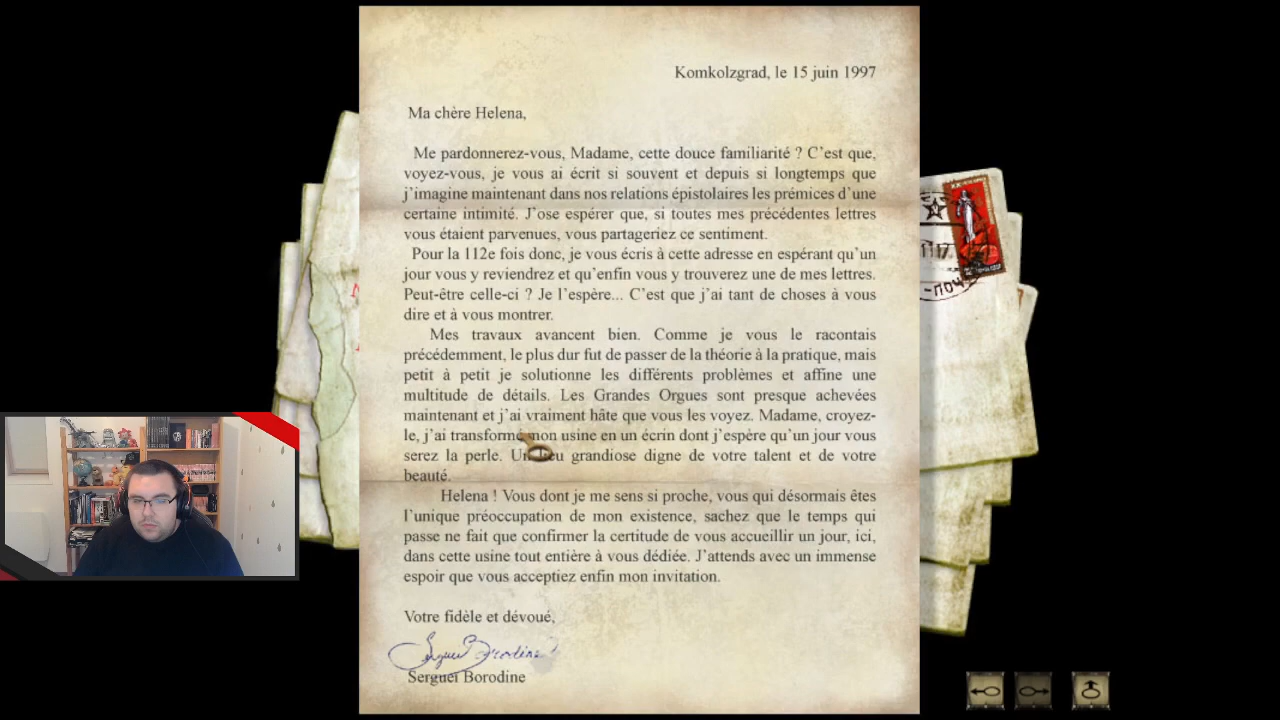 Komkolzgrad, le 15 juin 1997
Ma chère Helena,
Me pardonnerez-vous, Madame, cette douce familiarité ? C'est que,
voyez-vous, je vous ai écrit si souvent et depuis si longtemps que
j'imagine maintenant dans nos relations épistolaires les prémices d'une
certaine intimité. J'ose espérer que, si toutes mes précédentes lettres
vous étaient parvenues, vous partageriez ce sentiment.
Pour la 112e fois donc, je vous écris à cette adresse en espérant qu'un
jour vous y reviendrez et qu'enfin vous y trouverez une de mes lettres.
Peut-être celle-ci ? Je l'espère... C'est que j'ai tant de choses à vous
dire et à vous montrer.
Mes travaux avancent bien. Comme je vous le racontais
précédemment, le plus dur fut de passer de la théorie à la pratique, mais
petit à petit je solutionne les différents problèmes et affine une
multitude de détails. Les Grandes Orgues sont presque achevées
maintenant et j'ai vraiment hâte que vous les voyez. Madame, croyez-
le, j'ai transformé mon usine en un écrin dont j'espère qu'un jour vous
serez la perle. Un lieu grandiose digne de votre talent et de votre
beauté.
Helena ! Vous dont je me sens si proche, vous qui désormais êtes
l'unique préoccupation de mon existence, sachez que le temps qui
passe ne fait que confirmer la certitude de vous accueillir un jour, ici,
dans cette usine tout entière à vous dédiée. J'attends avec un immense
espoir que vous acceptiez enfin mon invitation.
Votre fidèle et dévoué,
Serguei Borodine
Serguei Borodine